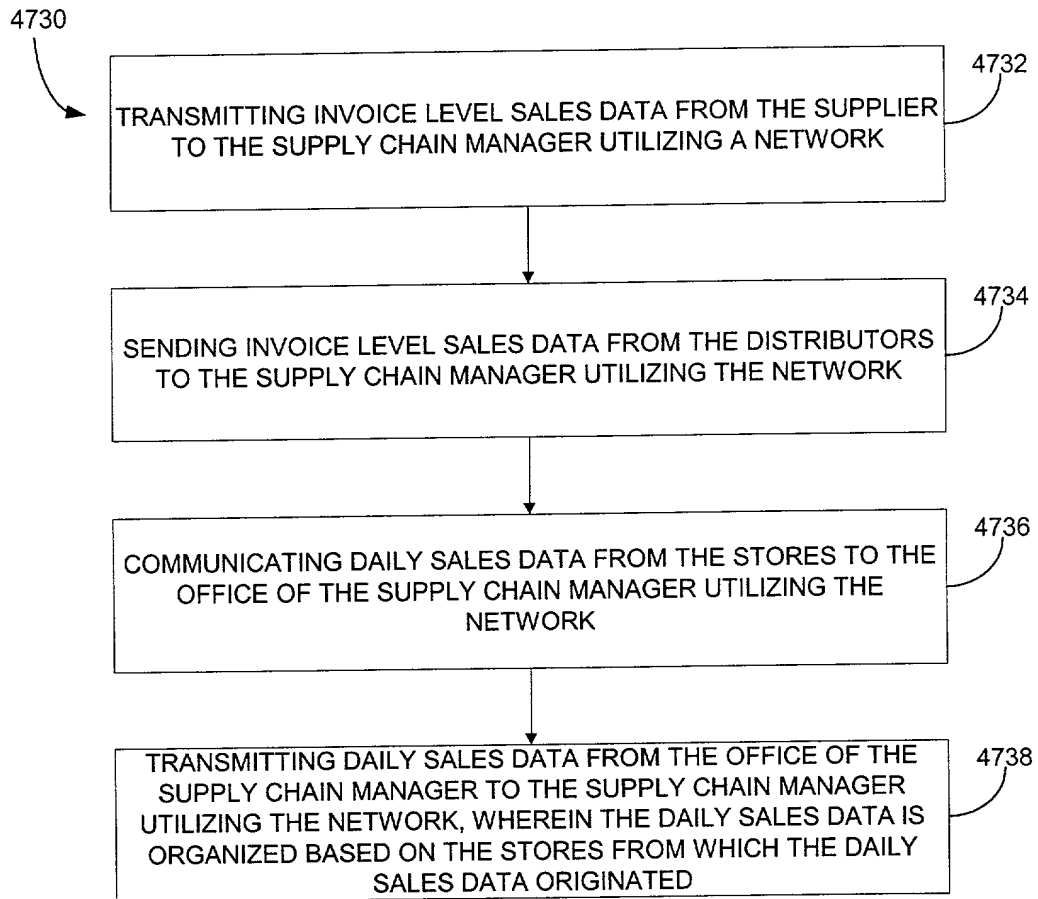 4730
4732
TRANSMITTING INVOICE LEVEL SALES DATA FROM THE SUPPLIER
TO THE SUPPLY CHAIN MANAGER UTILIZING A NETWORK
4734
SENDING INVOICE LEVEL SALES DATA FROM THE DISTRIBUTORS
TO THE SUPPLY CHAIN MANAGER UTILIZING THE NETWORK
4736
COMMUNICATING DAILY SALES DATA FROM THE STORES TO THE
OFFICE OF THE SUPPLY CHAIN MANAGER UTILIZING THE
NETWORK
4738
TRANSMITTING DAILY SALES DATA FROM THE OFFICE OF THE
SUPPLY CHAIN MANAGER TO THE SUPPLY CHAIN MANAGER
UTILIZING THE NETWORK, WHEREIN THE DAILY SALES DATA IS
ORGANIZED BASED ON THE STORES FROM WHICH THE DAILY
SALES DATA ORIGINATED